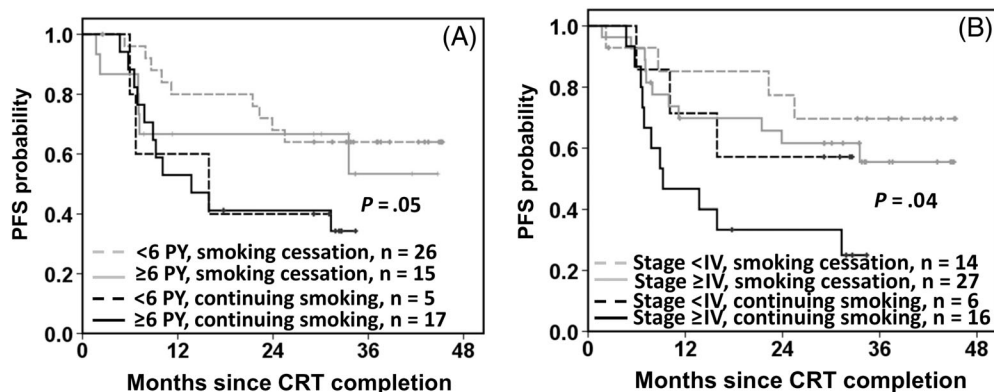 (A)
PFS probability
1.0
0.8
0.6
0.4
0.2
0.0
P = .05
<6 PY, smoking cessation, n = 26
≥6 PY, smoking cessation, n = 15
<6 PY, continuing smoking, n = 5
≥6 PY, continuing smoking, n = 17
0 12 24 36 48
Months since CRT completion
(B)
PFS probability
1.0
0.8
0.6
0.4
0.2
0.0
P = .04
Stage <IV, smoking cessation, n = 14
Stage ≥IV, smoking cessation, n = 27
Stage <IV, continuing smoking, n = 6
Stage ≥IV, continuing smoking, n = 16
0 12 24 36 48
Months since CRT completion